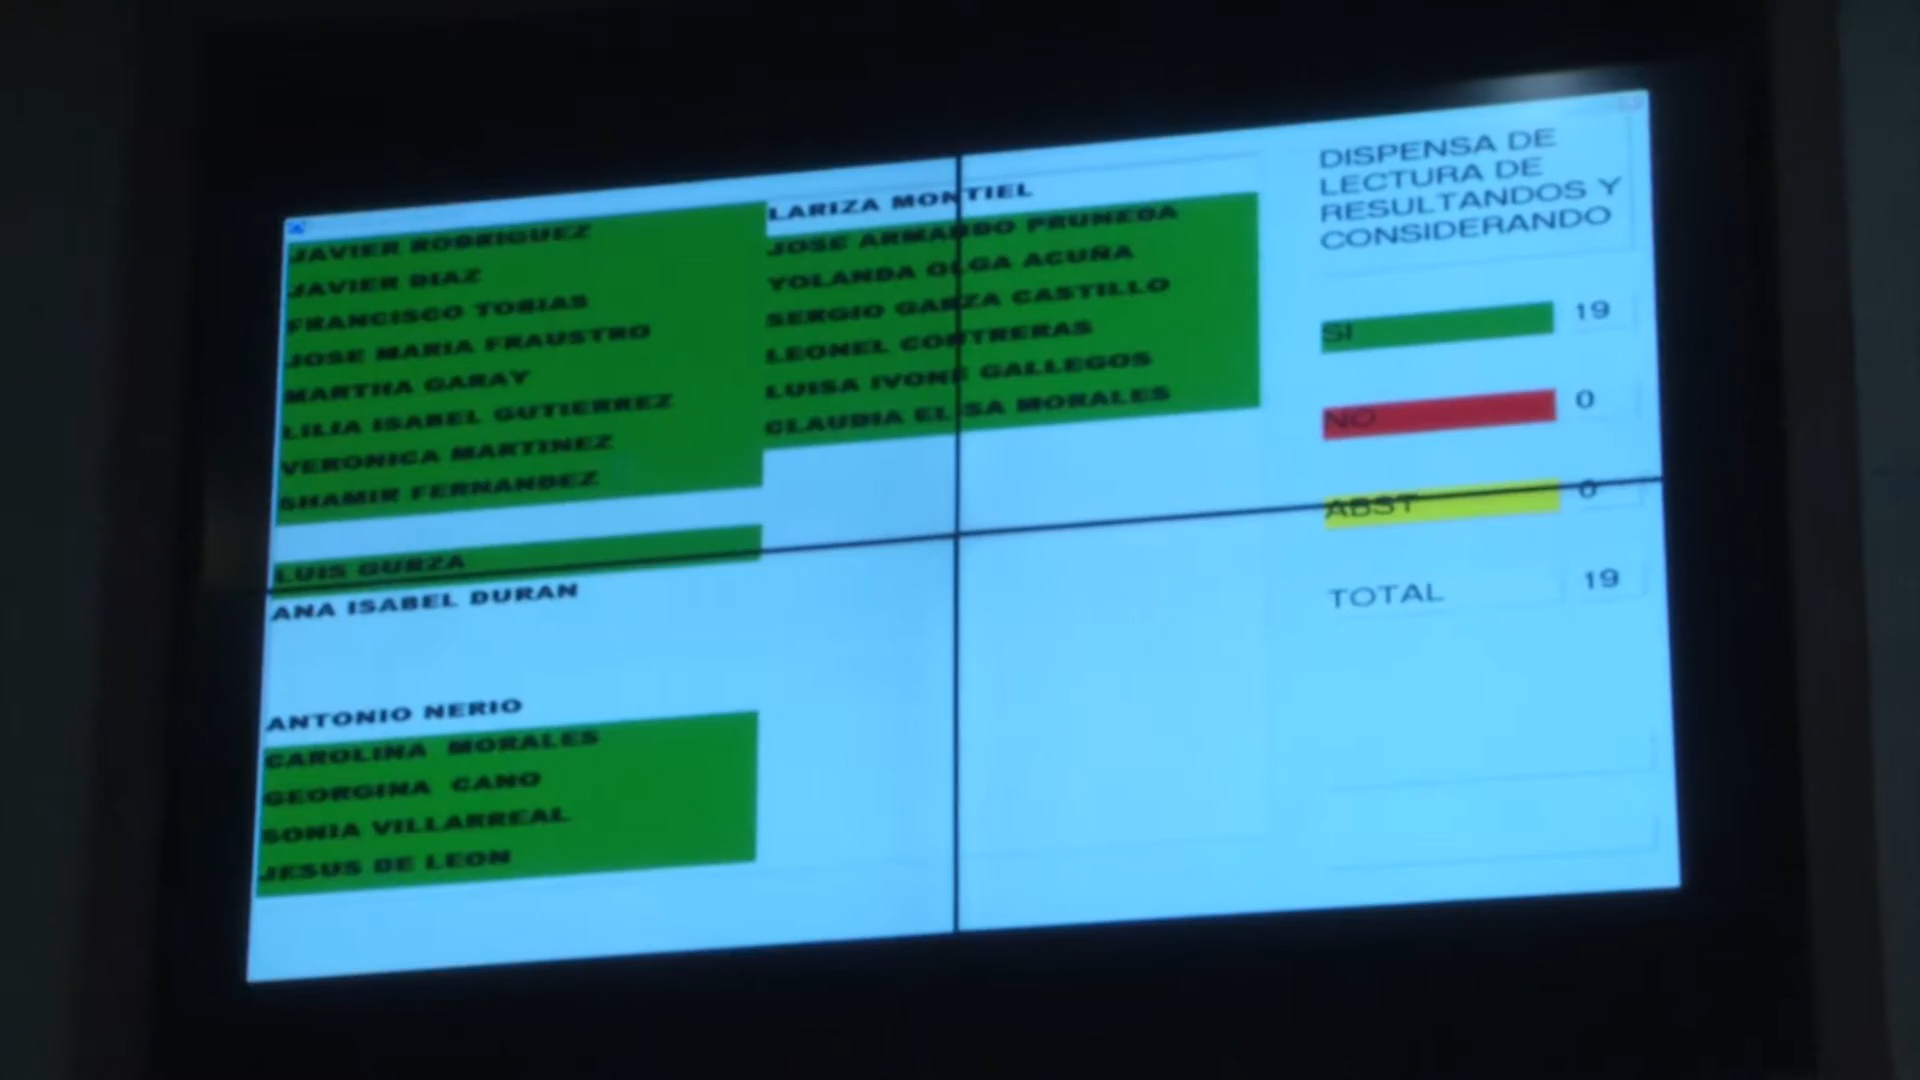 JAVIER RODRIGUEZ
JAVIER DIAZ
FRANCISCO TOBIAS
JOSE MARIA FRAUSTRO
MARTHA GARAY
LILIA ISABEL GUTIERREZ
VERONICA MARTINEZ
SHAMIR FERNANDEZ
LUIS GURZA
ANA ISABEL DURAN
ANTONIO NERIO
CAROLINA MORALES
GEORGINA CANO
SONIA VILLARREAL
JESUS DE LEON
LARIZA MONTIEL
JOSE ARMANDO PRUNEDA
YOLANDA OLGA ACUÑA
SERGIO GARZA CASTILLO
LEONEL CONTRERAS
LUISA IVONE GALLEGOS
CLAUDIA ELISA MORALES
DISPENSA DE
LECTURA DE
RESULTANDOS Y
CONSIDERANDO
SI 19
NO 0
ABST 0
TOTAL 19